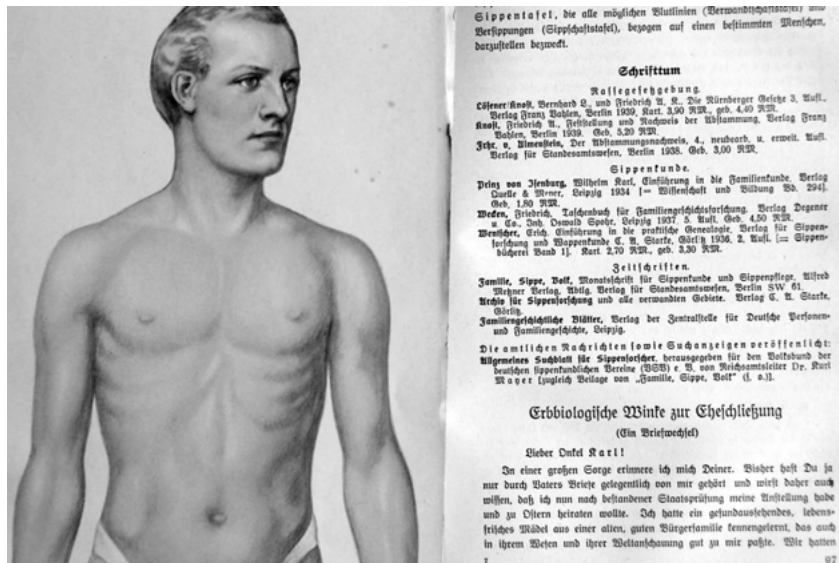 Sippentafel, die alle möglichen Blutlinien (Verwandtschaftstafel) und
Versippungen (Sippschaftstafel), bezogen auf einen bestimmten Menschen,
darzustellen bezweckt.
Schrifttum
Rassegesetzgebung.
Lösener/Knost, Bernhard L., und Friedrich A. K., Die Nürnberger Gesetze 3. Aufl.,
Verlag Franz Vahlen, Berlin 1939, Kart. 3,90 RM., geb. 4,40 RM.
Knost, Friedrich A., Feststellung und Nachweis der Abstammung, Verlag Franz
Vahlen, Berlin 1939. Geb. 5,20 RM.
Frhr. v. Ulmenstein, Der Abstammungsnachweis, 4., neubearb. u. erweit. Aufl.
Verlag für Standesamtswesen, Berlin 1938. Geb. 3,00 RM.
Sippenkunde.
Prinz von Isenburg, Wilhelm Karl, Einführung in die Familienkunde. Verlag
Quelle & Meyer, Leipzig 1934 [= Wissenschaft und Bildung Bd. 294].
Geb. 1,80 RM.
Wecken, Friedrich, Taschenbuch für Familiengeschichtsforschung. Verlag Degener
u. Co., Inh. Oswald Spohr, Leipzig 1937, 5. Aufl. Geb. 4,50 RM.
Wentscher, Erich, Einführung in die praktische Genealogie, Verlag für Sippen-
forschung und Wappenkunde C. A. Starke, Görlitz 1936, 2. Aufl. [= Sippen-
bücherei Band 1]. Kart. 2,70 RM., geb. 3,30 RM.
Zeitschriften.
Familie, Sippe, Volk, Monatsschrift für Sippenkunde und Sippenpflege, Alfred
Metzner Verlag, Abtlg. Verlag für Standesamtswesen, Berlin SW 61.
Archiv für Sippenforschung und alle verwandten Gebiete. Verlag C. A. Starke,
Görlitz.
Familiengeschichtliche Blätter, Verlag der Zentralstelle für Deutsche Personen-
und Familiengeschichte, Leipzig.
Die amtlichen Nachrichten sowie Suchanzeigen veröffentlicht:
Allgemeines Suchblatt für Sippenforscher, herausgegeben für den Volksbund der
deutschen sippenkundlichen Vereine (VSV) e. V. von Reichsamtsleiter Dr. Kurt
Mayer [zugleich Beilage von „Familie, Sippe, Volk" (s. o.)].
Erbbiologische Winke zur Eheschließung
(Ein Briefwechsel)
Lieber Onkel Karl!
In einer großen Sorge erinnere ich mich Deiner. Bisher hast Du ja
nur durch Vaters Briefe gelegentlich von mir gehört und wirst daher auch
wissen, daß ich nun nach bestandener Staatsprüfung meine Anstellung habe
und zu Ostern heiraten wollte. Ich hatte ein gesundaussehendes, lebens-
frisches Mädel aus einer alten, guten Bürgerfamilie kennengelernt, das auch
in ihrem Wesen und ihrer Weltanschauung gut zu mir paßte. Wir hatten